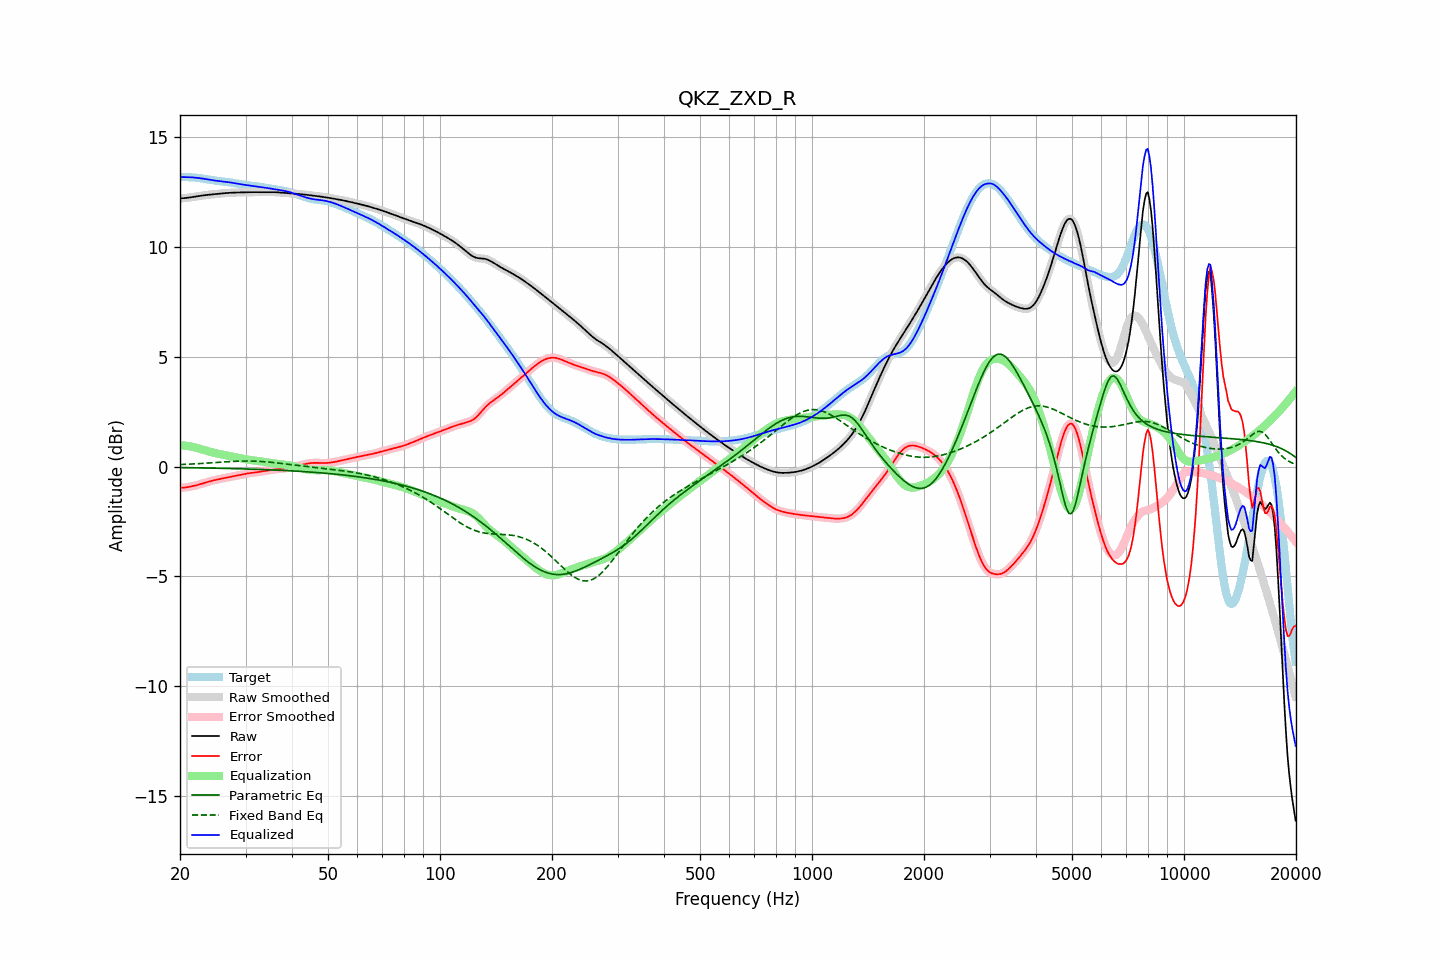 QKZ_ZXD_R
15
10
5
0
−5
−10
−15
Amplitude (dBr)
Target
Raw Smoothed
Error Smoothed
Raw
Error
Equalization
Parametric Eq
Fixed Band Eq
Equalized
20 50 100 200 500 1000 2000 5000 10000 20000
Frequency (Hz)